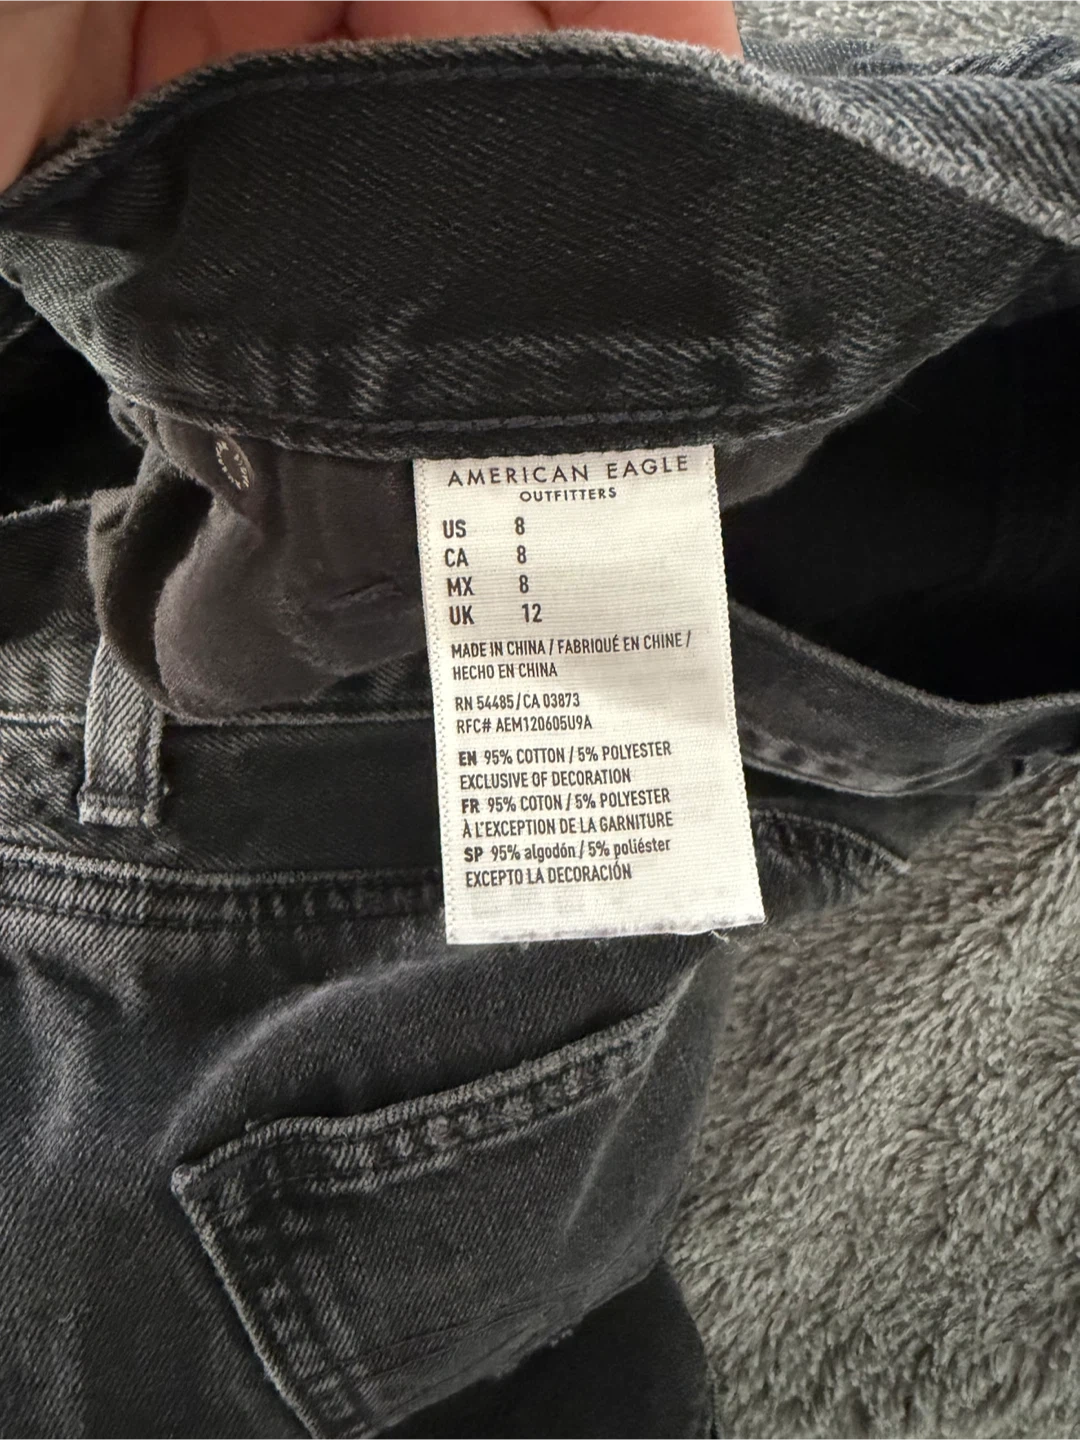 AMERICAN EAGLE
OUTFITTERS
US 8
CA 8
MX 8
UK 12
MADE IN CHINA / FABRIQUÉ EN CHINE /
HECHO EN CHINA
RN 54485/CA 03873
RFC# AEM120605U9A
EN 95% COTTON / 5% POLYESTER
EXCLUSIVE OF DECORATION
FR 95% COTON / 5% POLYESTER
À L'EXCEPTION DE LA GARNITURE
SP 95% algodón / 5% poliéster
EXCEPTO LA DECORACIÓN